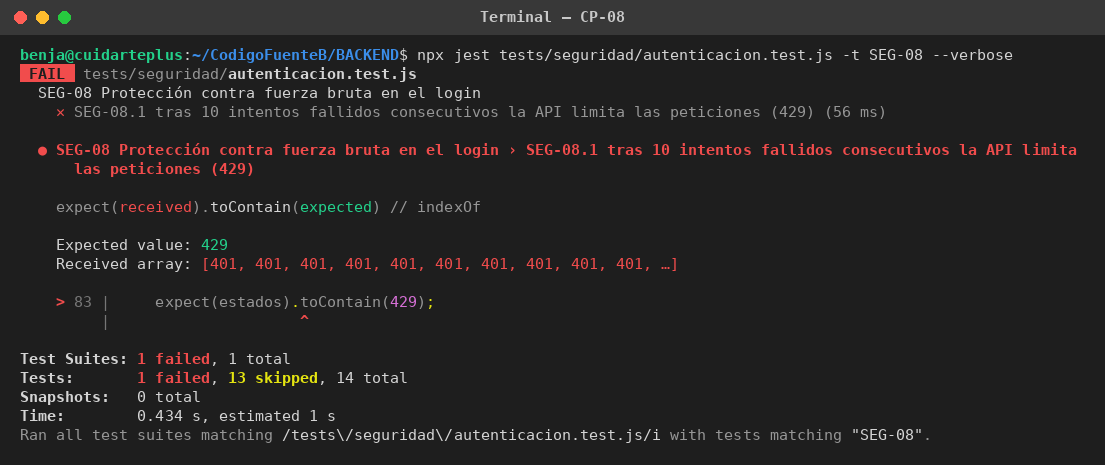 Terminal — CP-08
benja@cuidarteplus:~/CodigoFuenteB/BACKEND$ npx jest tests/seguridad/autenticacion.test.js -t SEG-08 --verbose
FAIL tests/seguridad/autenticacion.test.js
SEG-08 Protección contra fuerza bruta en el login
✕ SEG-08.1 tras 10 intentos fallidos consecutivos la API limita las peticiones (429) (56 ms)
● SEG-08 Protección contra fuerza bruta en el login › SEG-08.1 tras 10 intentos fallidos consecutivos la API limita
las peticiones (429)
expect(received).toContain(expected) // indexOf
Expected value: 429
Received array: [401, 401, 401, 401, 401, 401, 401, 401, 401, 401, …]
> 83 |     expect(estados).toContain(429);
|                     ^
Test Suites: 1 failed, 1 total
Tests:       1 failed, 13 skipped, 14 total
Snapshots:   0 total
Time:        0.434 s, estimated 1 s
Ran all test suites matching /tests\/seguridad\/autenticacion.test.js/i with tests matching "SEG-08".